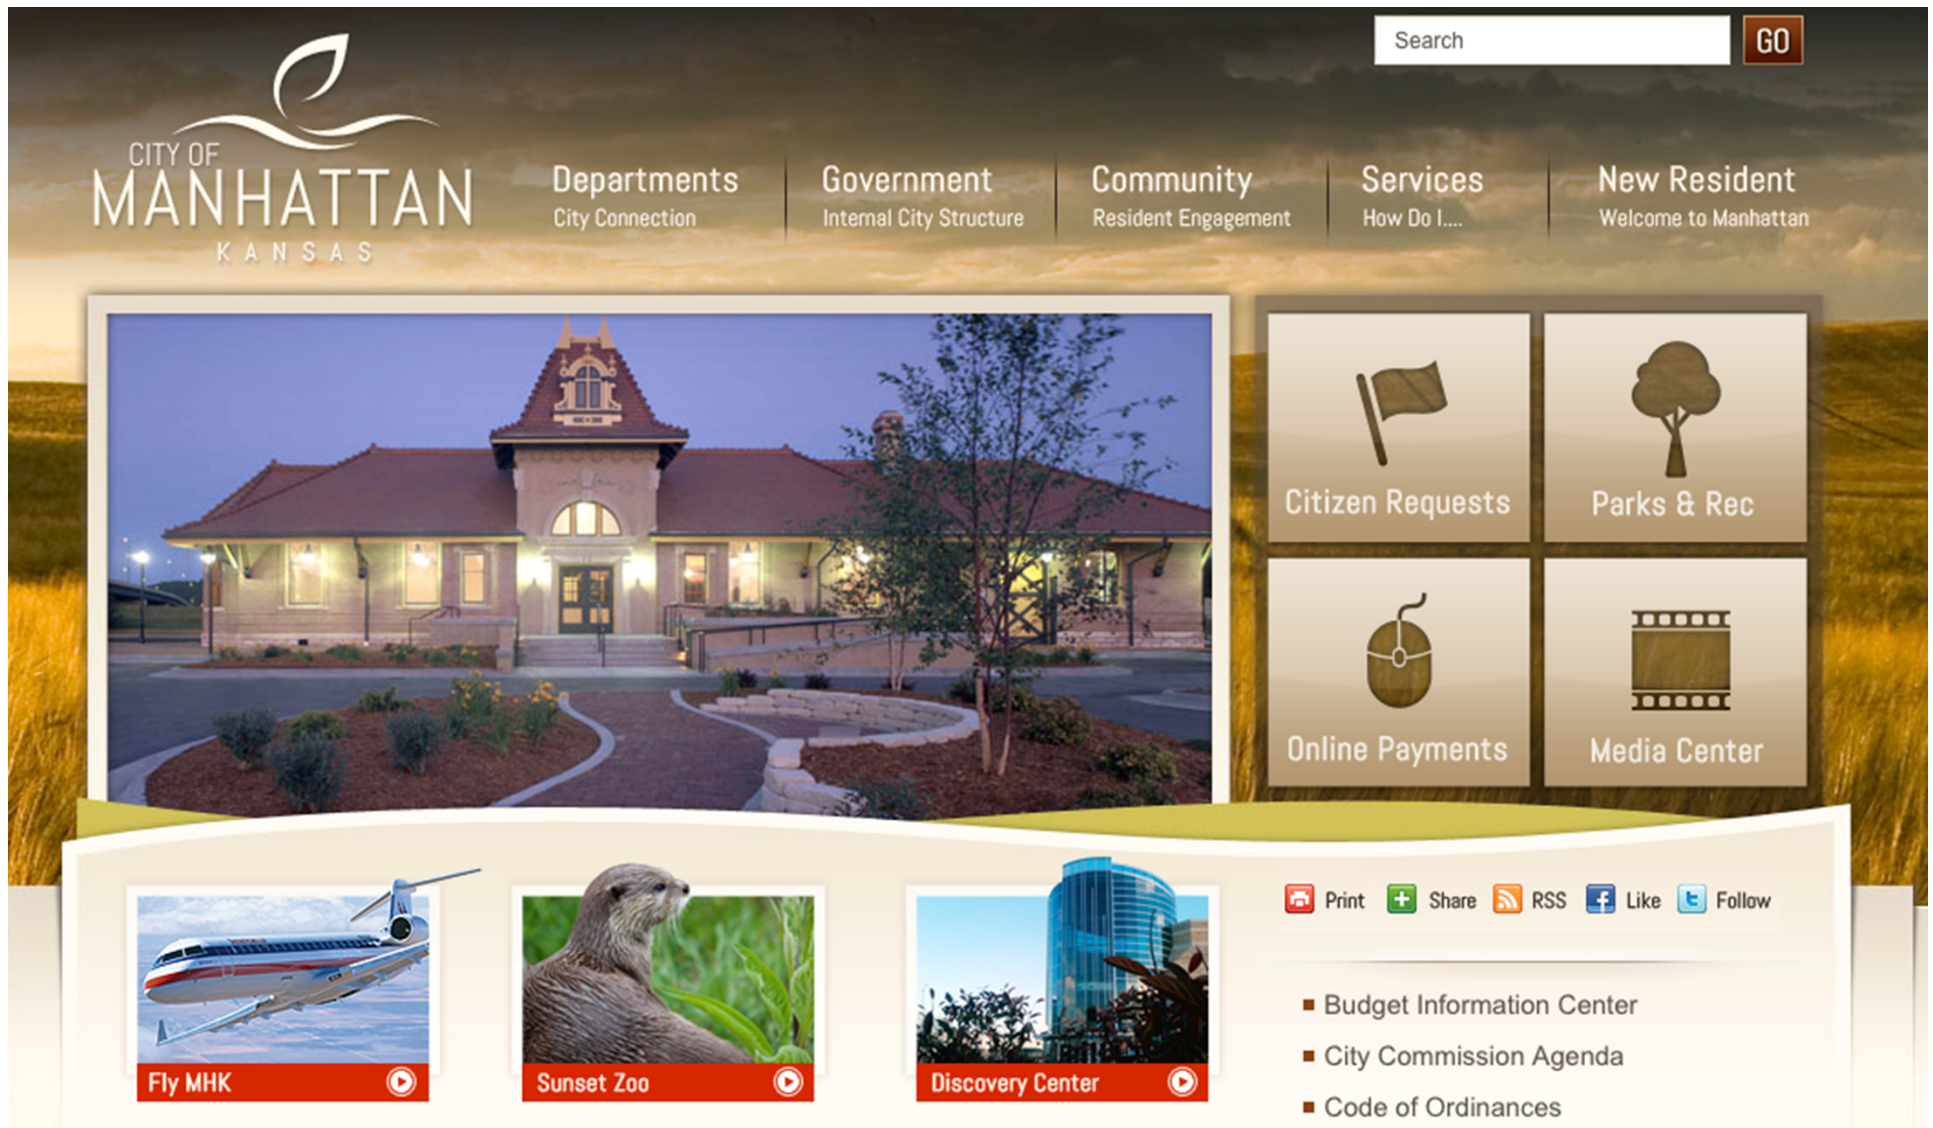 Search
GO
CITY OF
MANHATTAN
KANSAS
Departments
City Connection
Government
Internal City Structure
Community
Resident Engagement
Services
How Do I....
New Resident
Welcome to Manhattan
Citizen Requests
Parks & Rec
Online Payments
Media Center
Fly MHK
Sunset Zoo
Discovery Center
Print
Share
RSS
Like
Follow
Budget Information Center
City Commission Agenda
Code of Ordinances